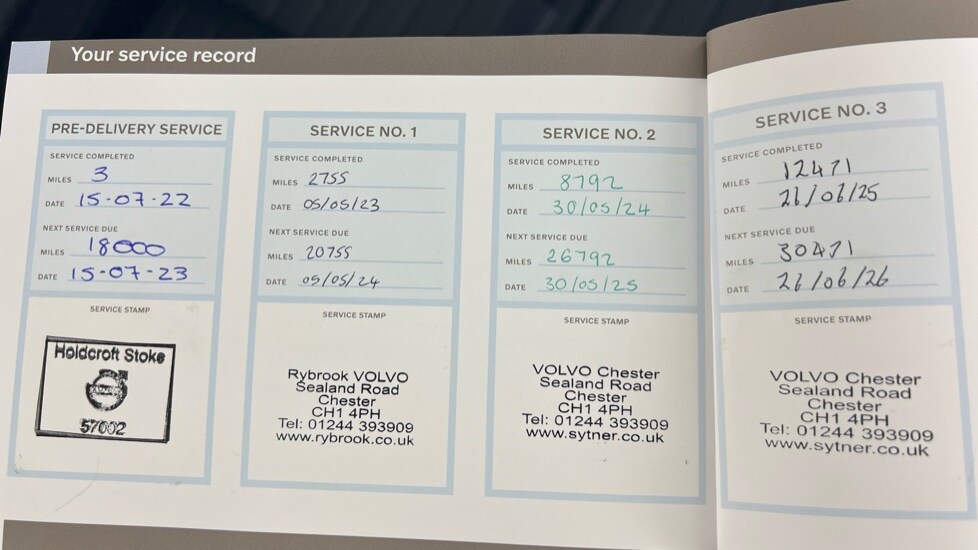 Your service record
PRE-DELIVERY SERVICE
SERVICE COMPLETED
MILES 3
DATE 15-07-22
NEXT SERVICE DUE
MILES 18000
DATE 15-07-23
SERVICE STAMP
Holdcroft Stoke
57002
SERVICE NO. 1
SERVICE COMPLETED
MILES 2755
DATE 05/05/23
NEXT SERVICE DUE
MILES 20755
DATE 05/05/24
SERVICE STAMP
Rybrook VOLVO
Sealand Road
Chester
CH1 4PH
Tel: 01244 393909
www.rybrook.co.uk
SERVICE NO. 2
SERVICE COMPLETED
MILES 8792
DATE 30/05/24
NEXT SERVICE DUE
MILES 26792
DATE 30/05/25
SERVICE STAMP
VOLVO Chester
Sealand Road
Chester
CH1 4PH
Tel: 01244 393909
www.sytner.co.uk
SERVICE NO. 3
SERVICE COMPLETED
MILES 12471
DATE 26/06/25
NEXT SERVICE DUE
MILES 30471
DATE 26/06/26
SERVICE STAMP
VOLVO Chester
Sealand Road
Chester
CH1 4PH
Tel: 01244 393909
www.sytner.co.uk